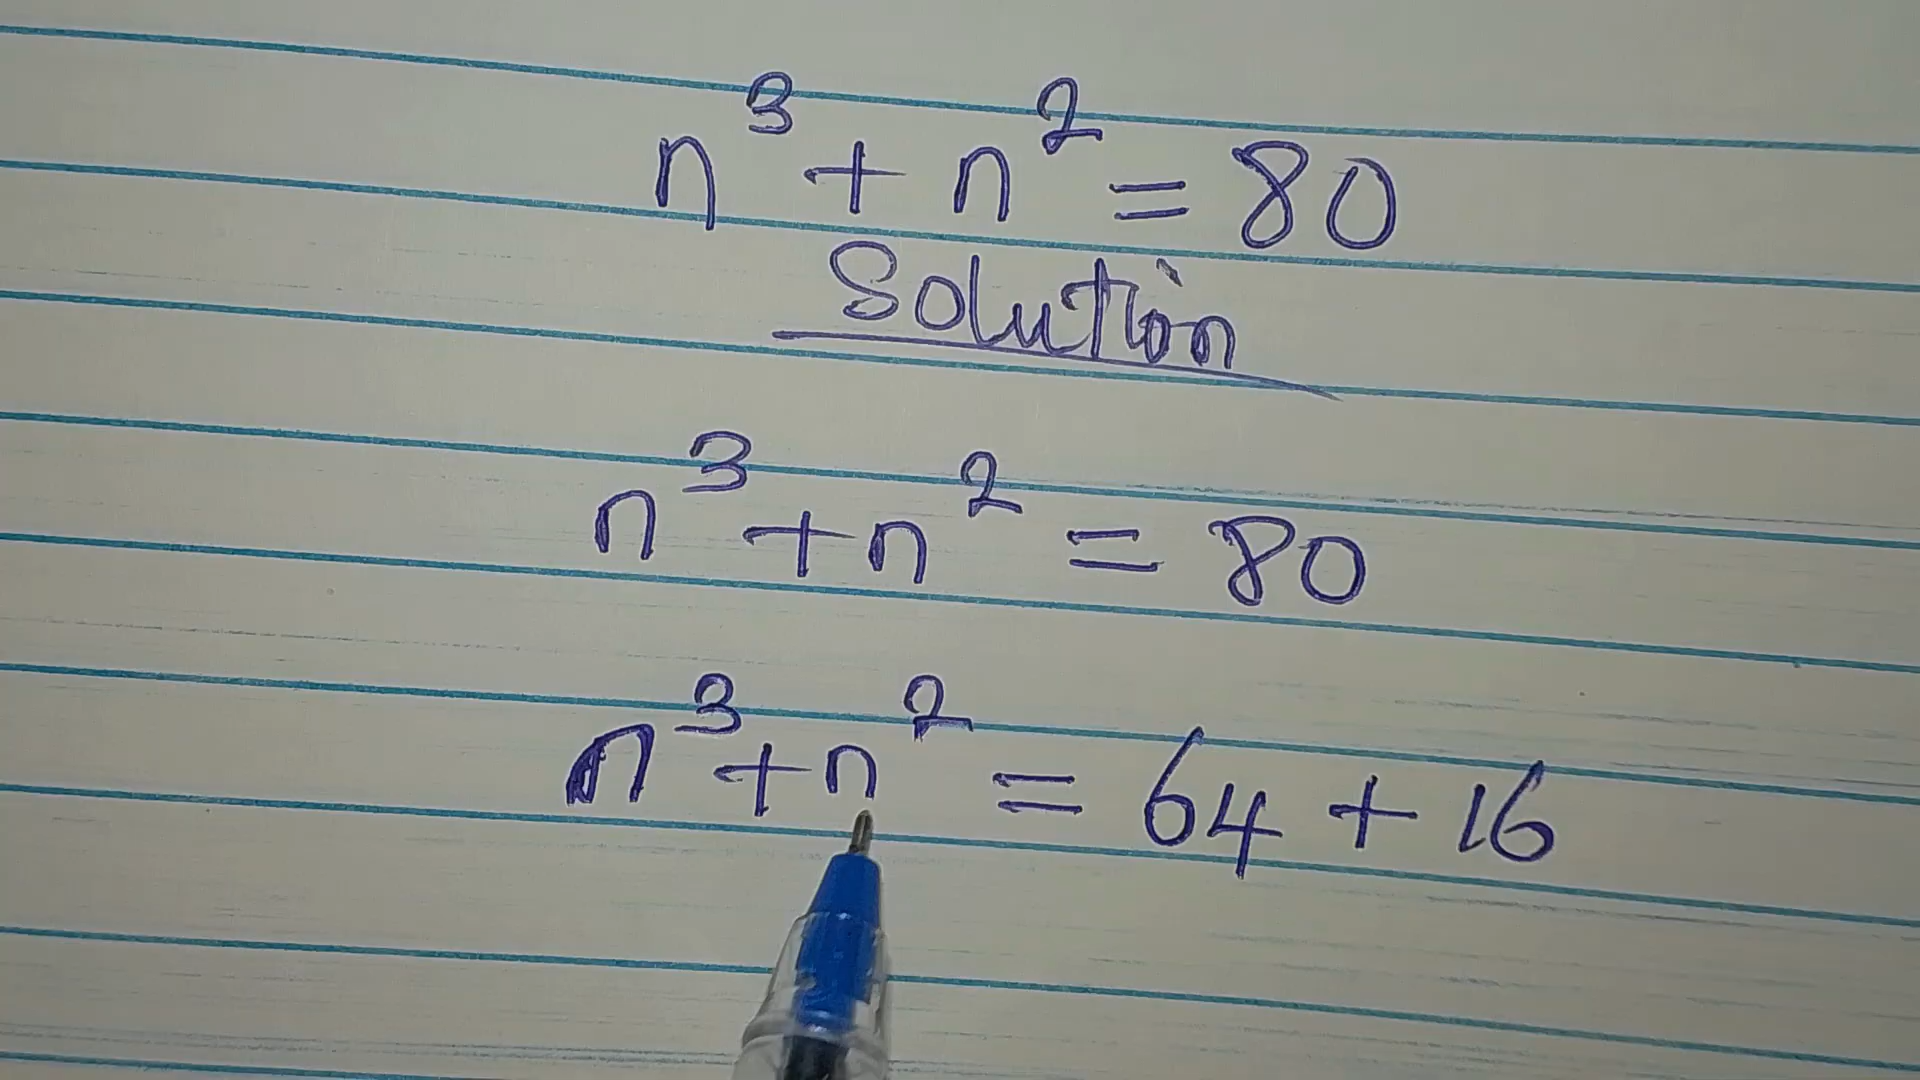 n³ + n² = 80
Solution
n³ + n² = 80
n³ + n² = 64 + 16